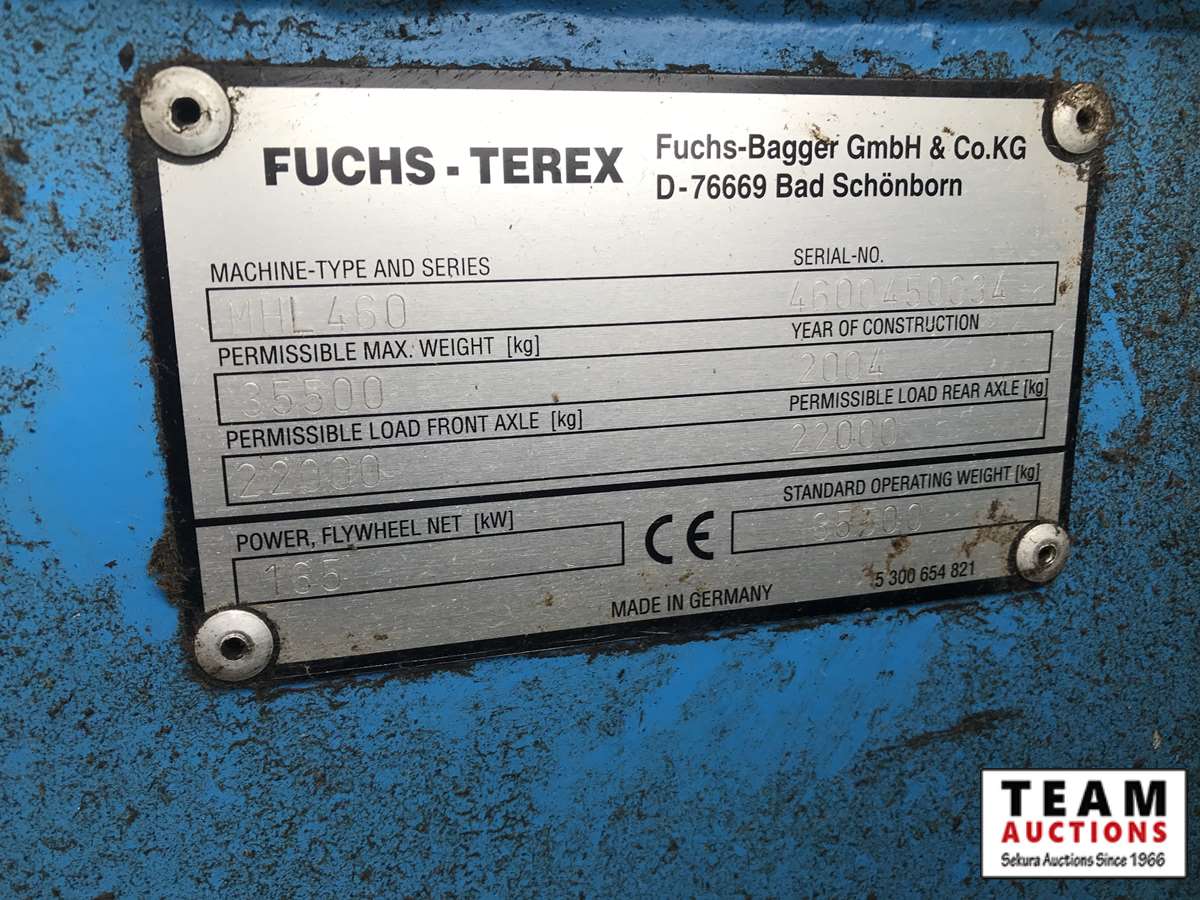 FUCHS - TEREX
Fuchs-Bagger GmbH & Co.KG
D-76669 Bad Schönborn
MACHINE-TYPE AND SERIES
SERIAL-NO.
MHL460
4600450034
PERMISSIBLE MAX. WEIGHT [kg]
YEAR OF CONSTRUCTION
35500
2004
PERMISSIBLE LOAD FRONT AXLE [kg]
PERMISSIBLE LOAD REAR AXLE [kg]
22000
22000
POWER, FLYWHEEL NET [kW]
CE
STANDARD OPERATING WEIGHT [kg]
165
35500
MADE IN GERMANY
5 300 654 821
TEAM
AUCTIONS
Sekura Auctions Since 1966